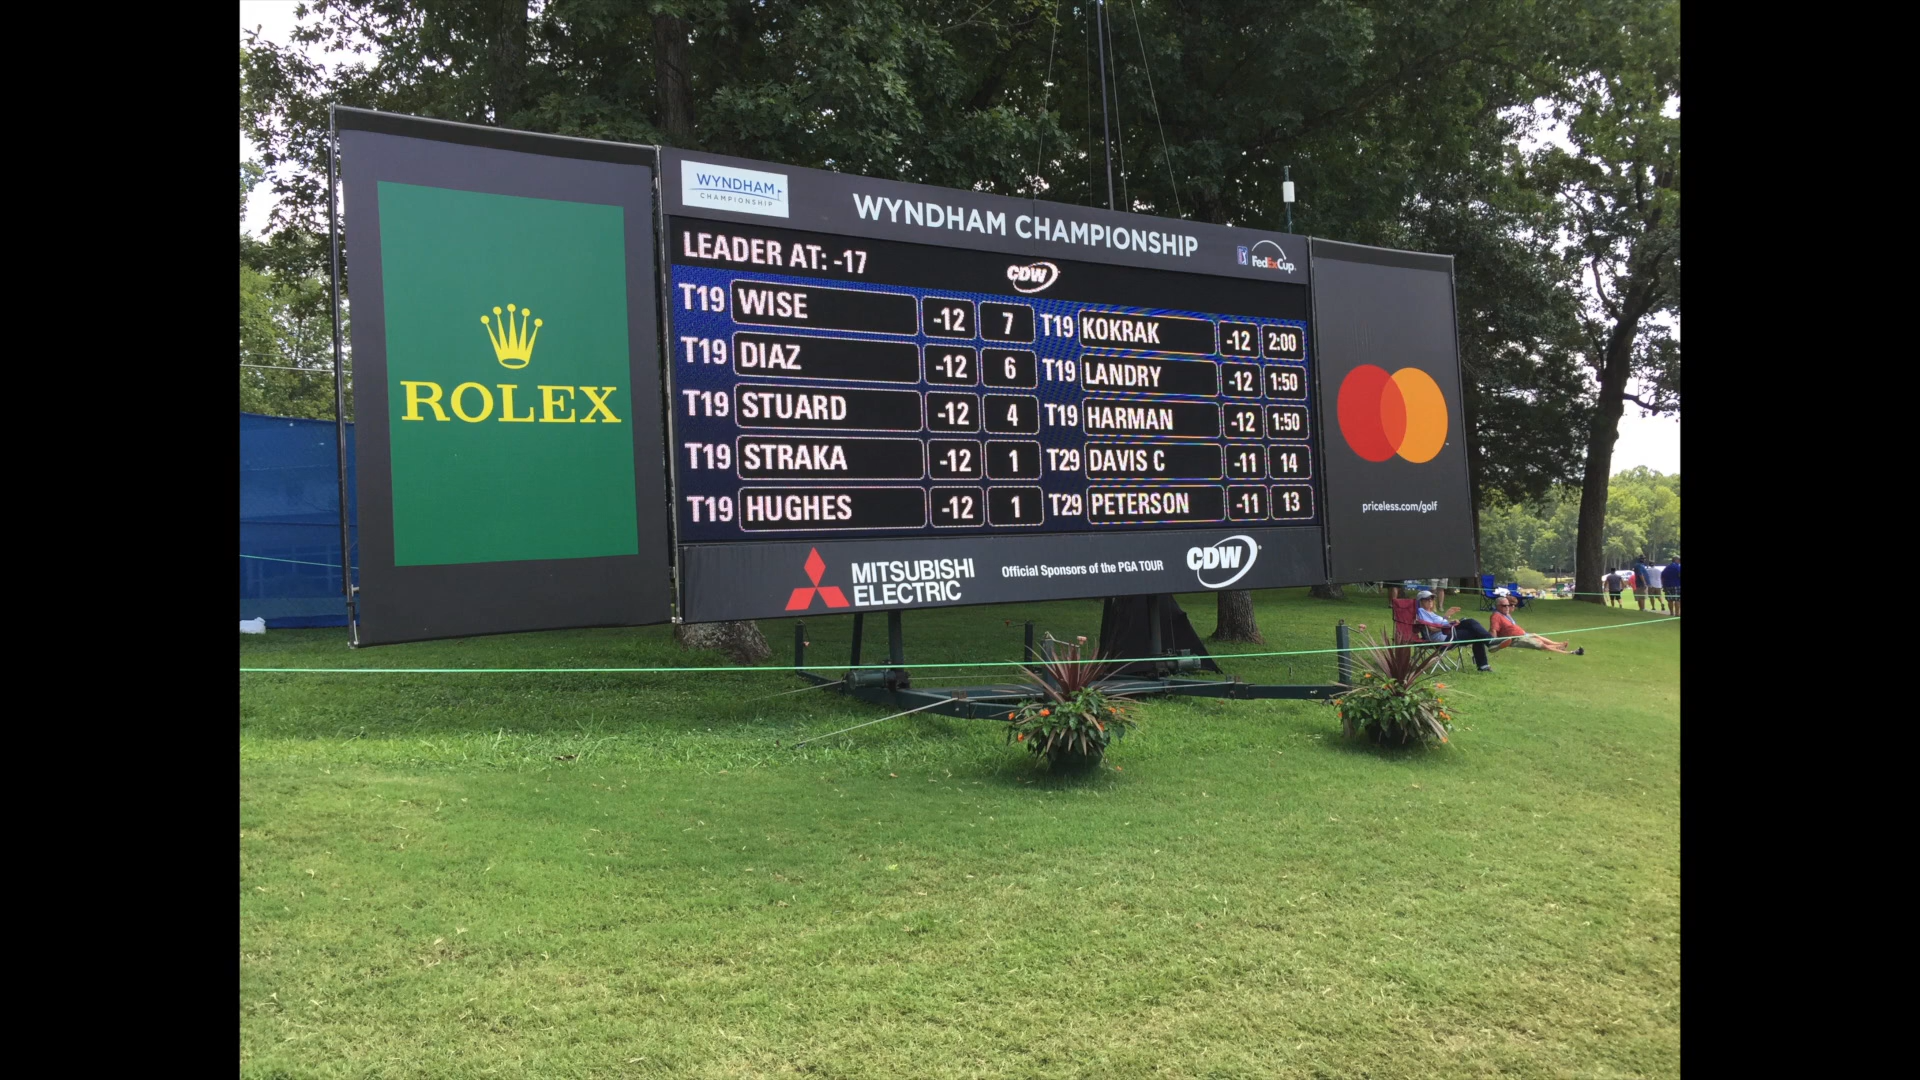 WYNDHAM
CHAMPIONSHIP
WYNDHAM CHAMPIONSHIP
FedExCup
LEADER AT: -17
CDW
T19 WISE -12 7
T19 DIAZ -12 6
T19 STUARD -12 4
T19 STRAKA -12 1
T19 HUGHES -12 1
T19 KOKRAK -12 2:00
T19 LANDRY -12 1:50
T19 HARMAN -12 1:50
T29 DAVIS C -11 14
T29 PETERSON -11 13
ROLEX
priceless.com/golf
MITSUBISHI
ELECTRIC
Official Sponsors of the PGA TOUR
CDW